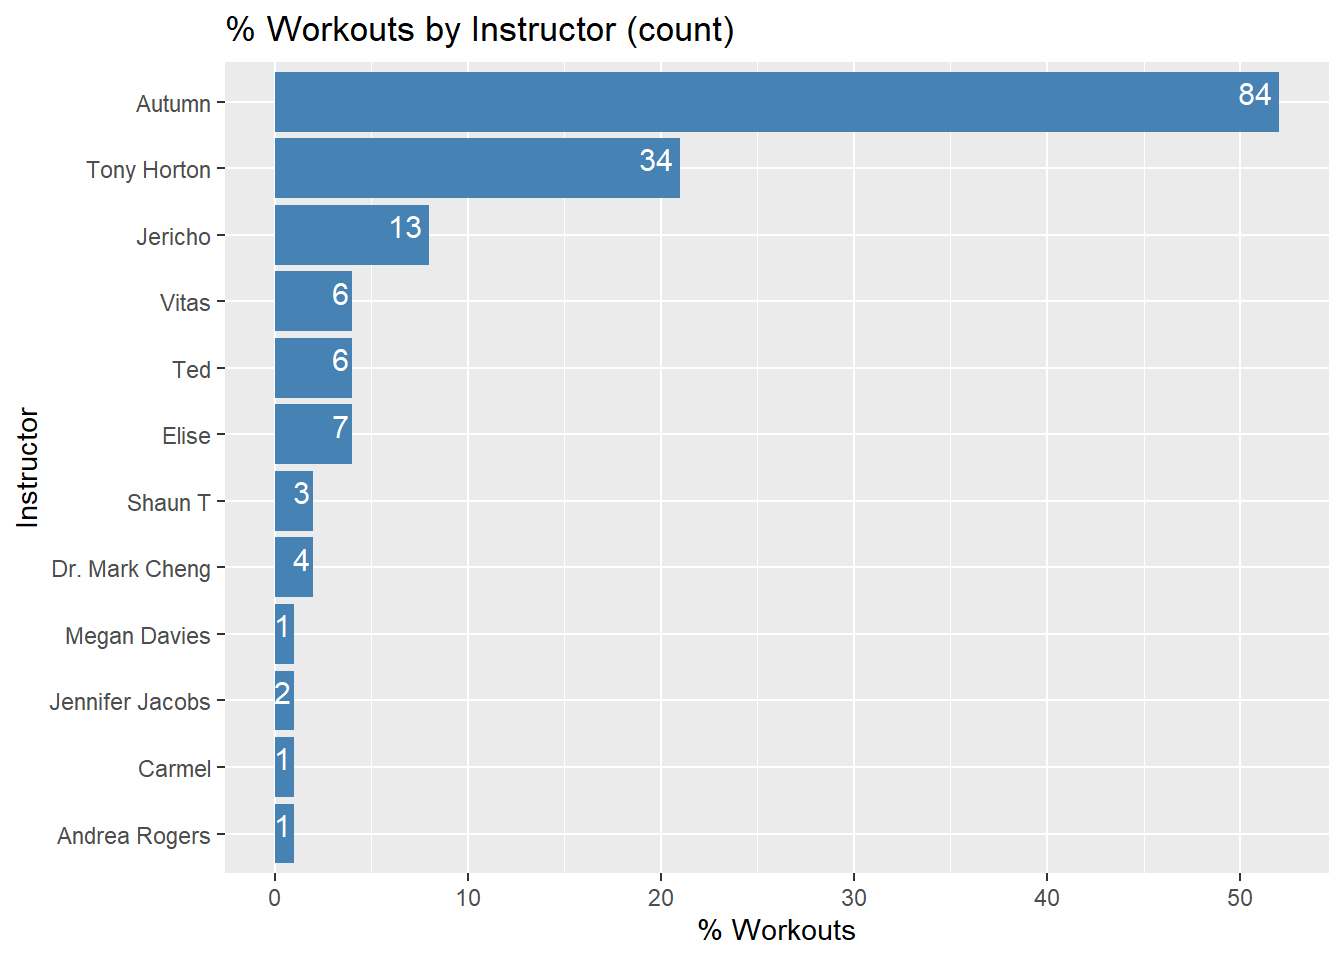 % Workouts by Instructor (count)
Autumn 84
Tony Horton 34
Jericho 13
Vitas 6
Ted 6
Elise 7
Shaun T 3
Dr. Mark Cheng 4
Megan Davies 1
Jennifer Jacobs 2
Carmel 1
Andrea Rogers 1
Instructor
0 10 20 30 40 50
% Workouts